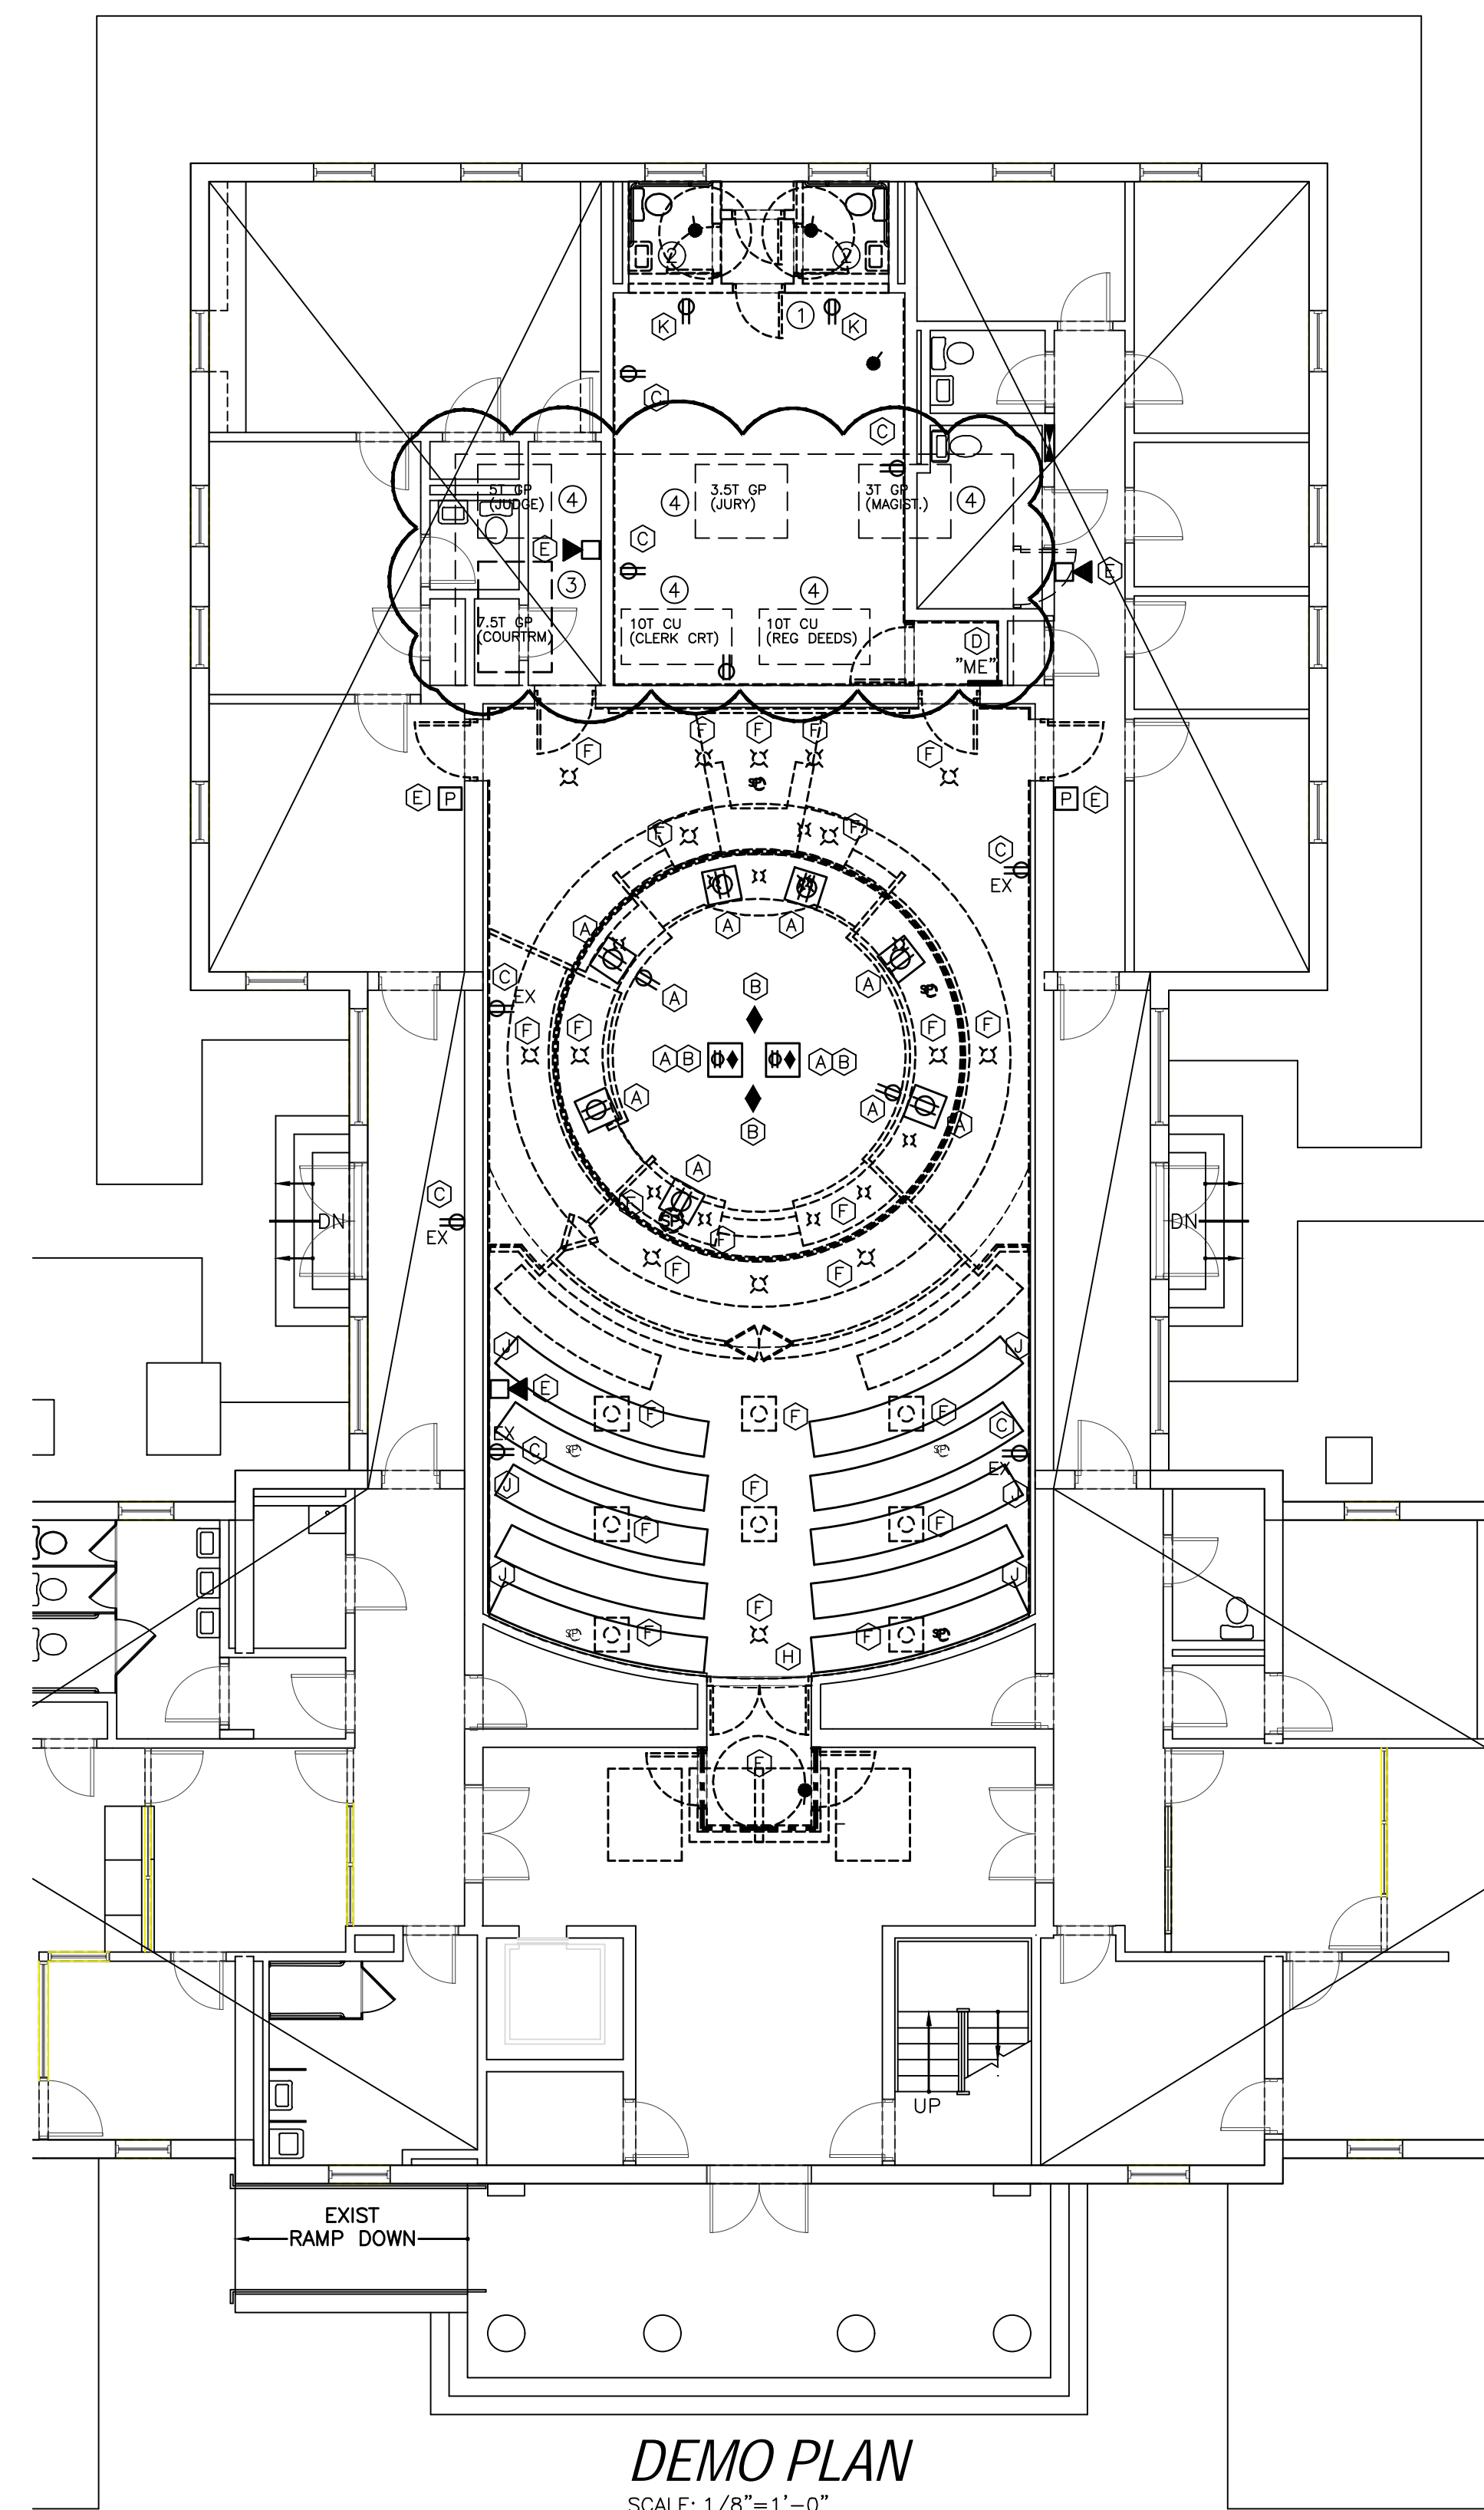 2 2
1
K K
C
C
5T GP
(JUDGE)
4
4
3.5T GP
(JURY)
3T GP
(MAGIST.)
4
C
E
E
3
4
4
7.5T GP
(COURTRM)
10T CU
(CLERK CRT)
10T CU
(REG DEEDS)
D
"ME"
F F F
F F
E P
P E
F F
C
EX
A A A
C
EX
A A
B
F F F F
A B
A B
A A
B
A
A
C
EX
DN
DN
F
F
F
F
F
J J
E
F F F
EX
C
C
EX
J J
F
F F
J J
F
F F
H
F
UP
EXIST
RAMP DOWN
DEMO PLAN
SCALE: 1/8"=1'-0"